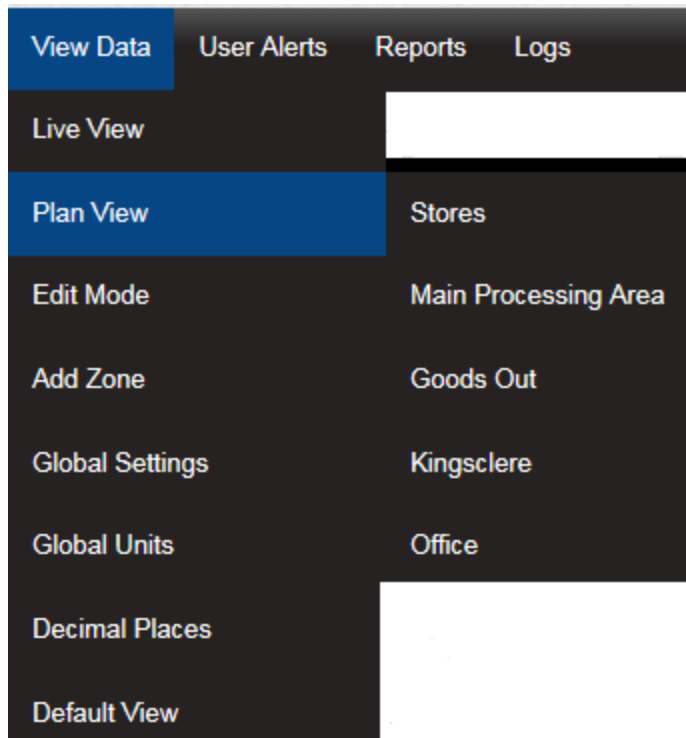 View Data User Alerts Reports Logs
Live View
Plan View Stores
Edit Mode Main Processing Area
Add Zone Goods Out
Global Settings Kingsclere
Global Units Office
Decimal Places
Default View